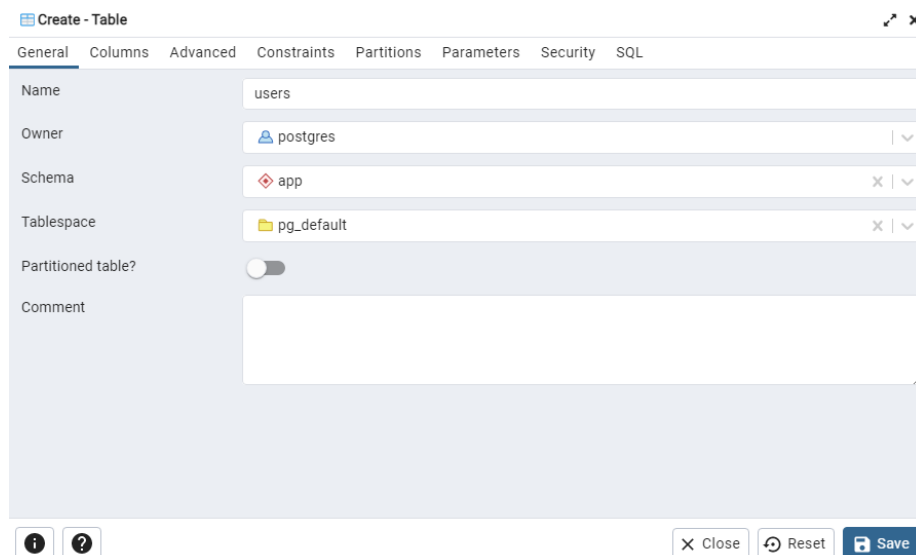 Create - Table
General Columns Advanced Constraints Partitions Parameters Security SQL
Name users
Owner postgres
Schema app
Tablespace pg_default
Partitioned table?
Comment
Close Reset Save